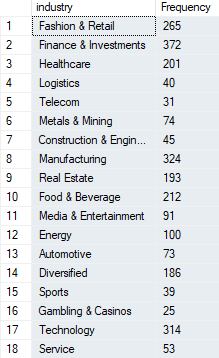 industry Frequency
1 Fashion & Retail 265
2 Finance & Investments 372
3 Healthcare 201
4 Logistics 40
5 Telecom 31
6 Metals & Mining 74
7 Construction & Engin... 45
8 Manufacturing 324
9 Real Estate 193
10 Food & Beverage 212
11 Media & Entertainment 91
12 Energy 100
13 Automotive 73
14 Diversified 186
15 Sports 39
16 Gambling & Casinos 25
17 Technology 314
18 Service 53